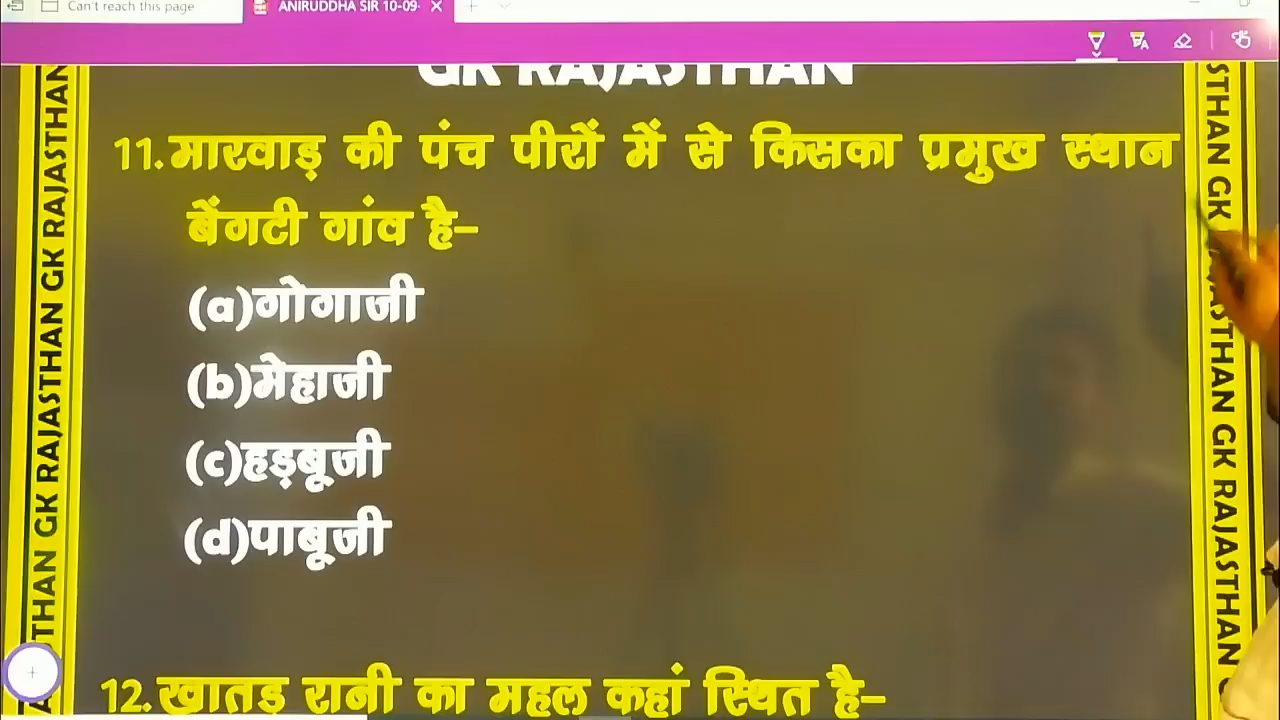 Can't reach this page
ANIRUDDHA SIR 10-09-
GK RAJASTHAN
11.मारवाड़ की पंच पीरों में से किसका प्रमुख स्थान
बेंगटी गांव है-
(a)गोगाजी
(b)मेहाजी
(c)हड़बूजी
(d)पाबूजी
12.खातड रानी का महल कहां स्थित है-
THAN GK RAJASTHAN GK RAJASTHAN
STHAN GK RAJASTHAN GK RAJASTHAN